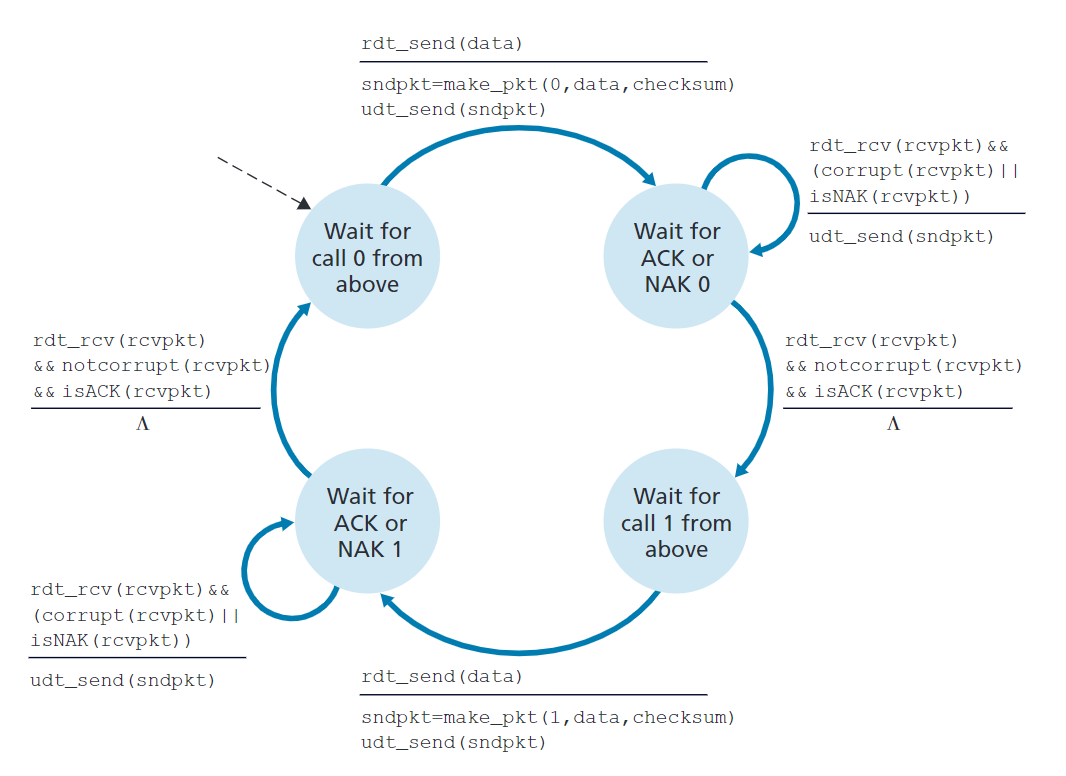 rdt_send(data)
sndpkt=make_pkt(0,data,checksum)
udt_send(sndpkt)
rdt_rcv(rcvpkt)&&
(corrupt(rcvpkt)||
isNAK(rcvpkt))
udt_send(sndpkt)
Wait for
call 0 from
above
Wait for
ACK or
NAK 0
rdt_rcv(rcvpkt)
&& notcorrupt(rcvpkt)
&& isACK(rcvpkt)
Λ
rdt_rcv(rcvpkt)
&& notcorrupt(rcvpkt)
&& isACK(rcvpkt)
Λ
Wait for
ACK or
NAK 1
Wait for
call 1 from
above
rdt_rcv(rcvpkt)&&
(corrupt(rcvpkt)||
isNAK(rcvpkt))
udt_send(sndpkt)
rdt_send(data)
sndpkt=make_pkt(1,data,checksum)
udt_send(sndpkt)